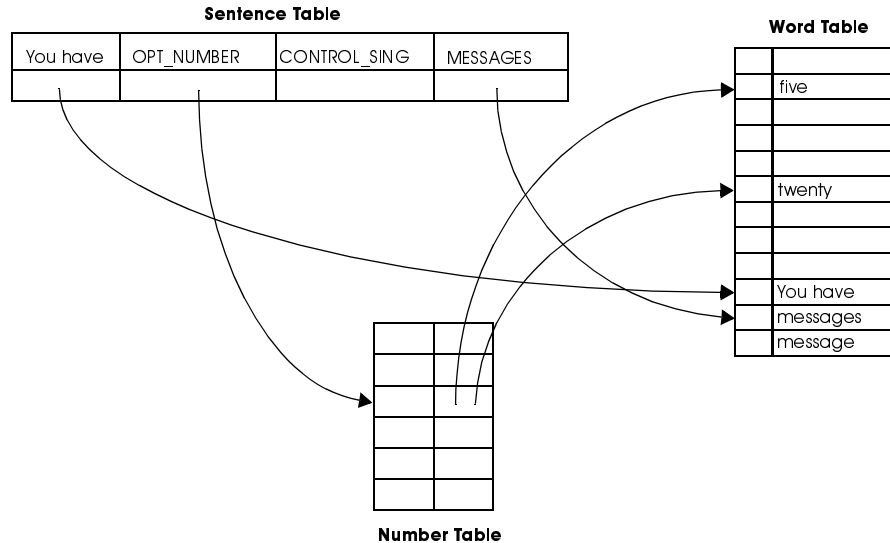 Sentence Table
You have OPT_NUMBER CONTROL_SING MESSAGES
Word Table
five
twenty
You have
messages
message
Number Table